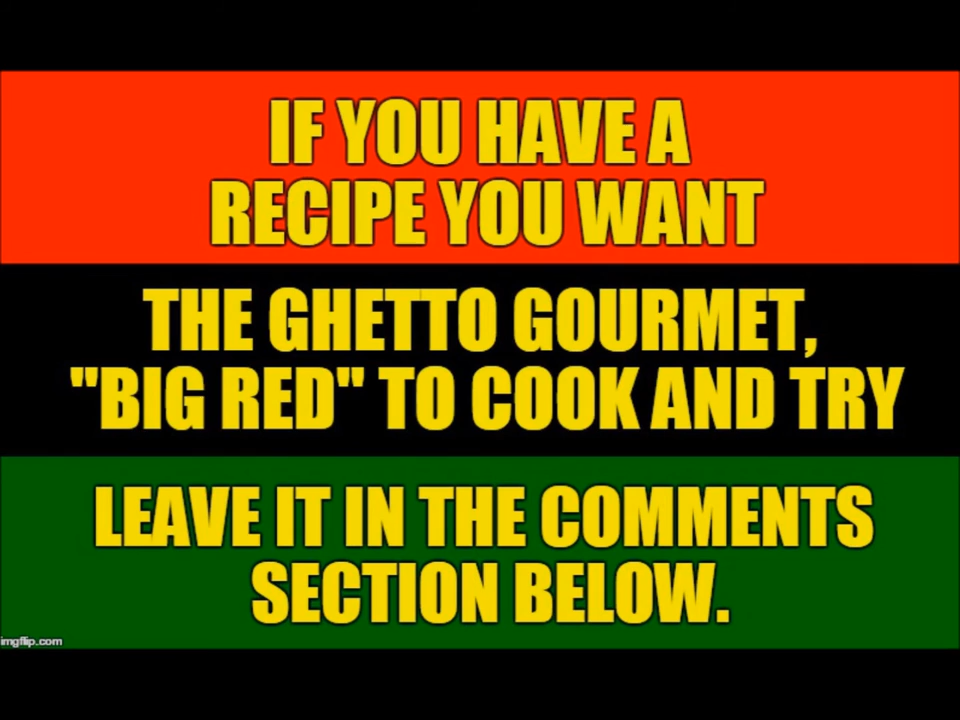 IF YOU HAVE A
RECIPE YOU WANT
THE GHETTO GOURMET,
"BIG RED" TO COOK AND TRY
LEAVE IT IN THE COMMENTS
SECTION BELOW.
imgflip.com